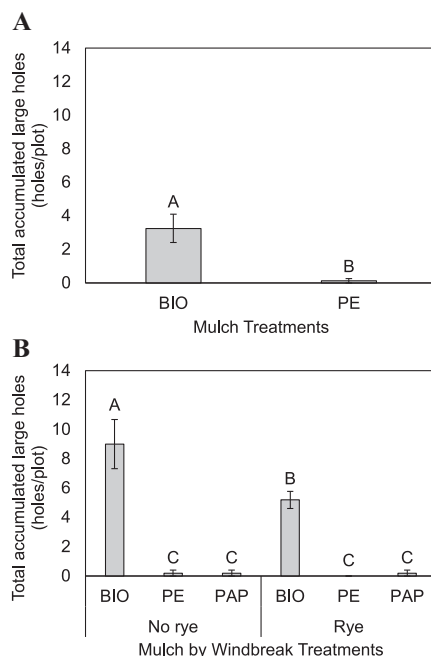 A
Total accumulated large holes
(holes/plot)
14
12
10
8
6
4
2
0
A
B
BIO
PE
Mulch Treatments
B
Total accumulated large holes
(holes/plot)
14
12
10
8
6
4
2
0
A
C
C
B
C
C
BIO
PE
PAP
BIO
PE
PAP
No rye
Rye
Mulch by Windbreak Treatments